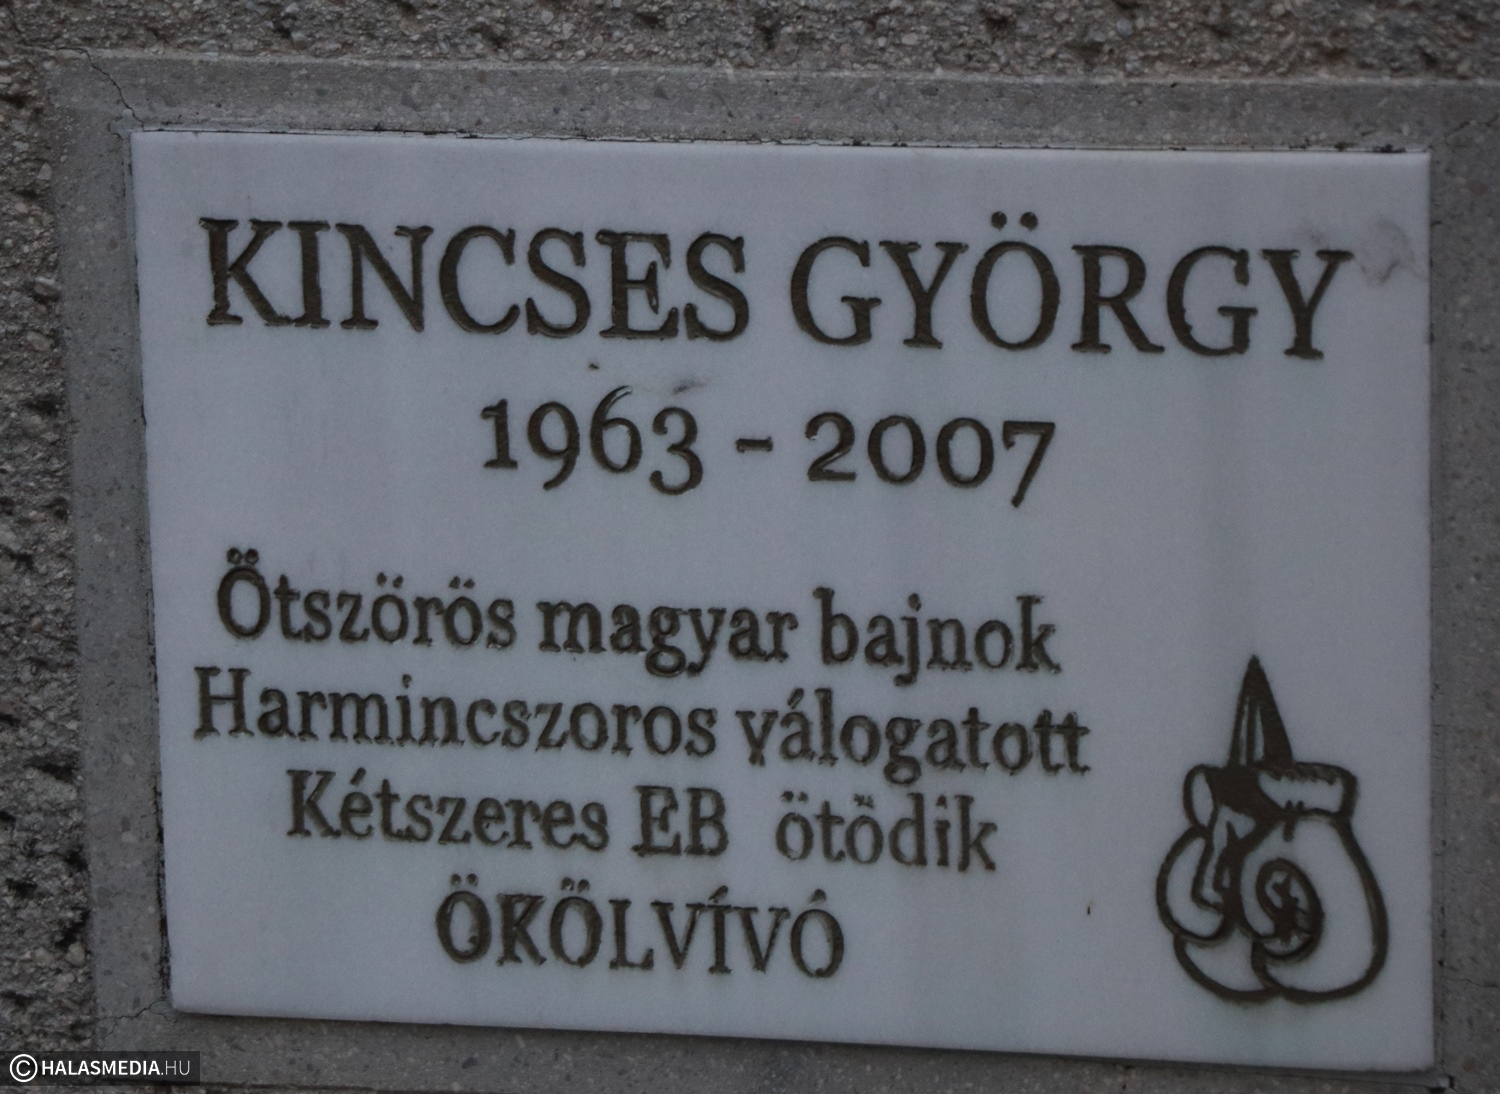 KINCSES GYÖRGY
1963 - 2007
Ötszörös magyar bajnok
Harmincszoros válogatott
Kétszeres EB ötödik
ÖKÖLVÍVÓ
© HALASMEDIA.HU